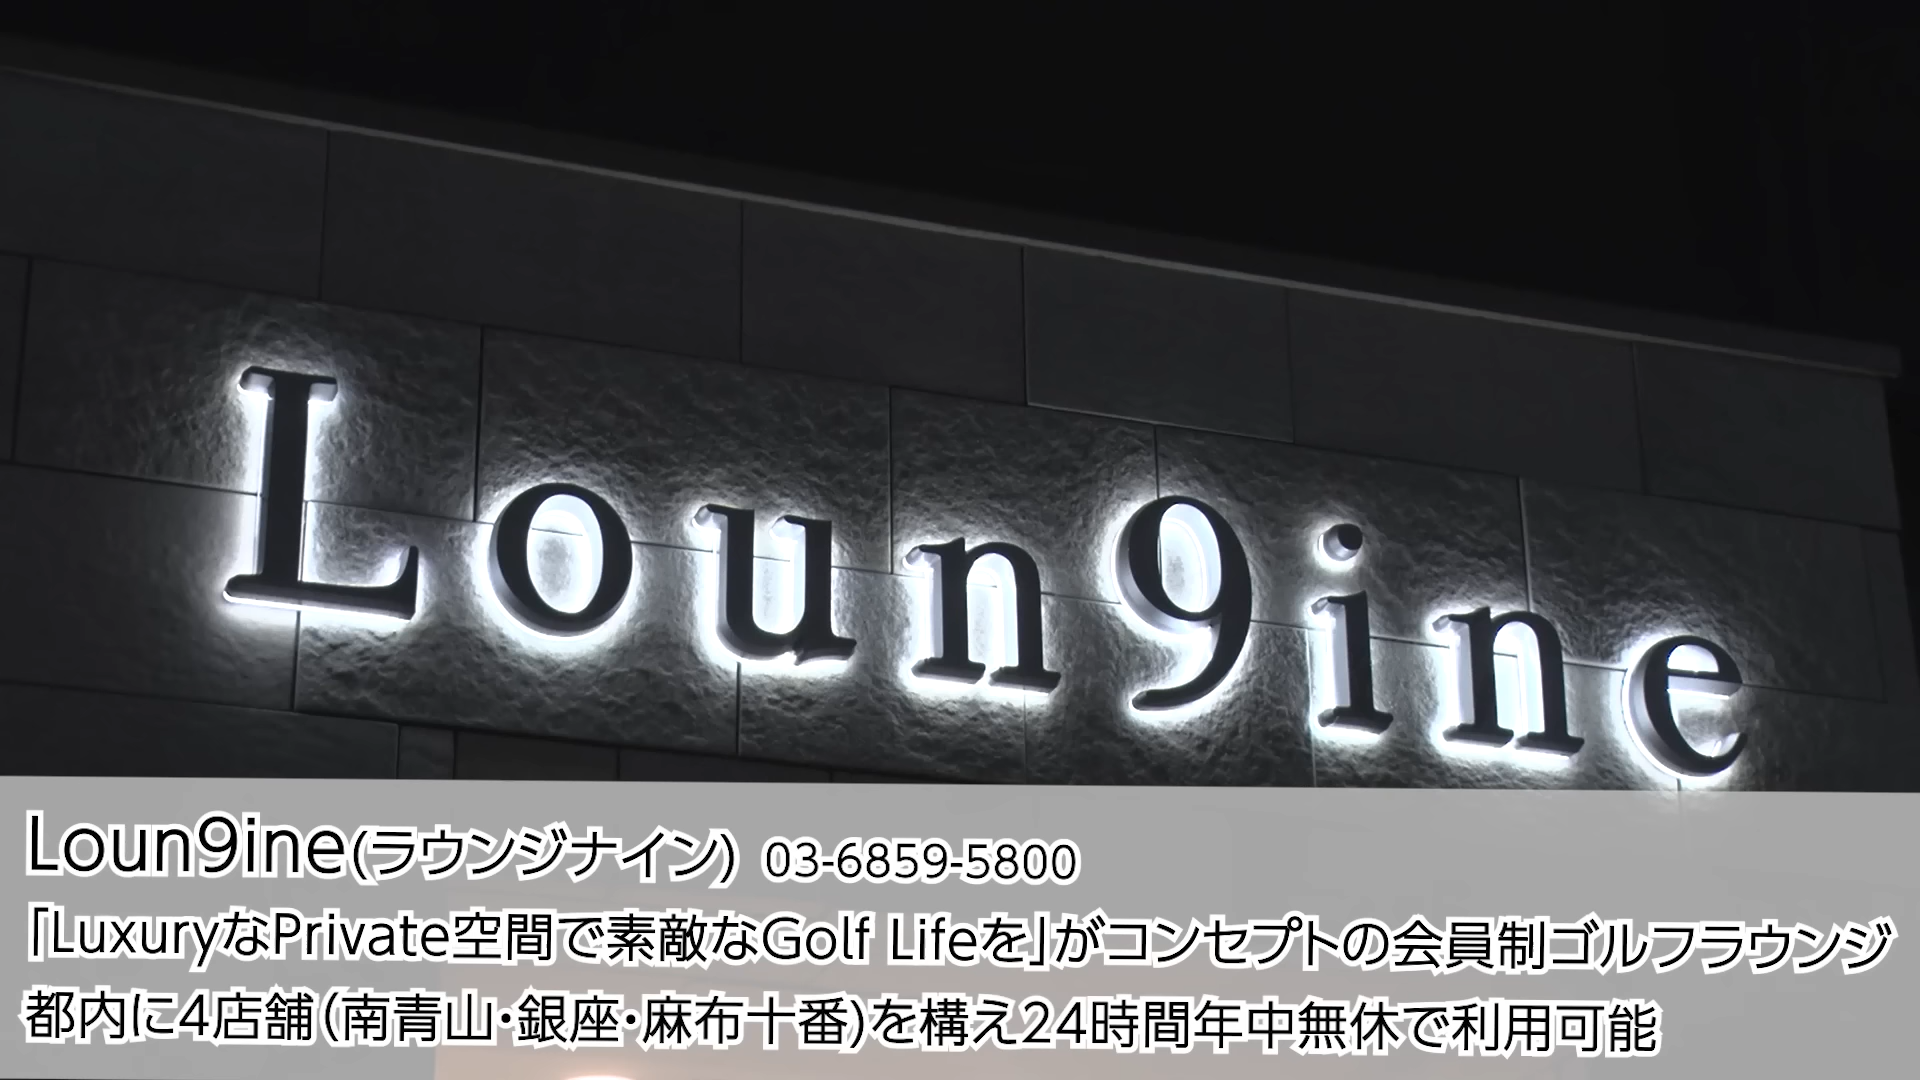 Loun9ine
Loun9ine(ラウンジナイン) 03-6859-5800
「LuxuryなPrivate空間で素敵なGolf Lifeを」がコンセプトの会員制ゴルフラウンジ
都内に4店舗(南青山・銀座・麻布十番)を構え24時間年中無休で利用可能